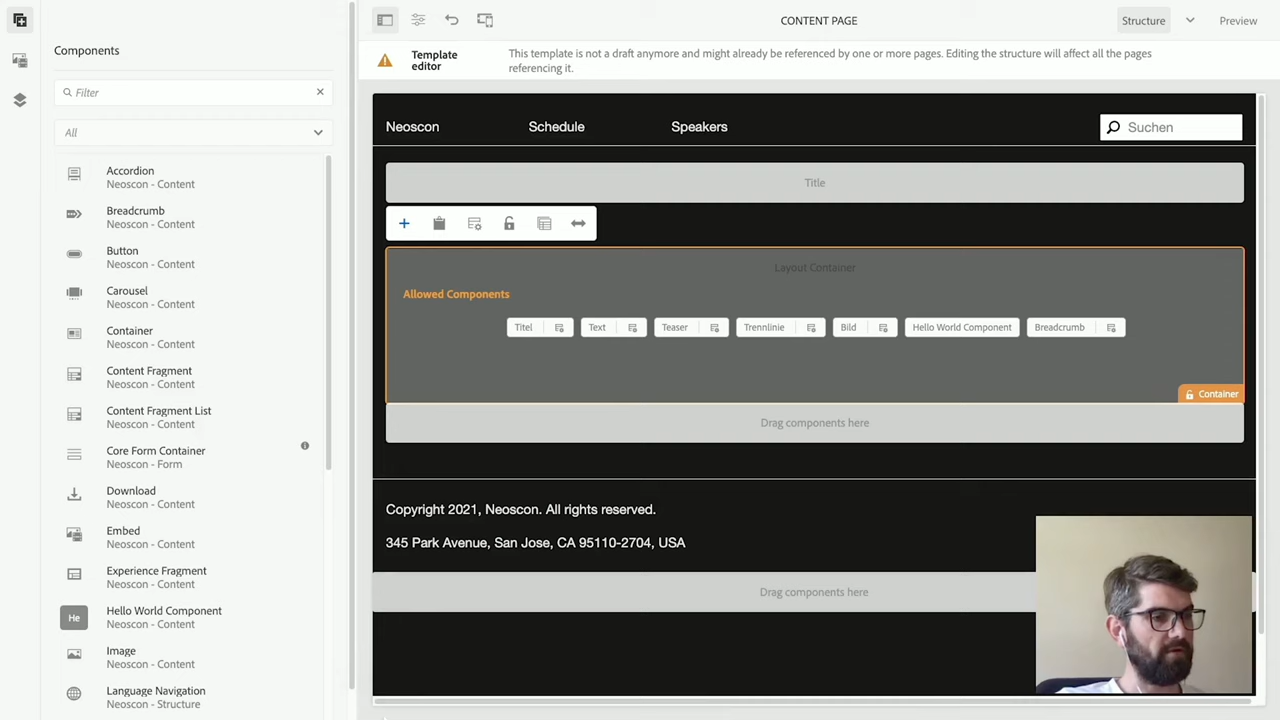 CONTENT PAGE
Structure
Preview
Components
Template
editor
This template is not a draft anymore and might already be referenced by one or more pages. Editing the structure will affect all the pages
referencing it.
Filter
All
Accordion
Neoscon - Content
Breadcrumb
Neoscon - Content
Button
Neoscon - Content
Carousel
Neoscon - Content
Container
Neoscon - Content
Content Fragment
Neoscon - Content
Content Fragment List
Neoscon - Content
Core Form Container
Neoscon - Form
Download
Neoscon - Content
Embed
Neoscon - Content
Experience Fragment
Neoscon - Content
He
Hello World Component
Neoscon - Content
Image
Neoscon - Content
Language Navigation
Neoscon - Structure
Neoscon Schedule Speakers
Suchen
Title
Layout Container
Allowed Components
Titel Text Teaser Trennlinie Bild Hello World Component Breadcrumb
Container
Drag components here
Copyright 2021, Neoscon. All rights reserved.
345 Park Avenue, San Jose, CA 95110-2704, USA
Drag components here